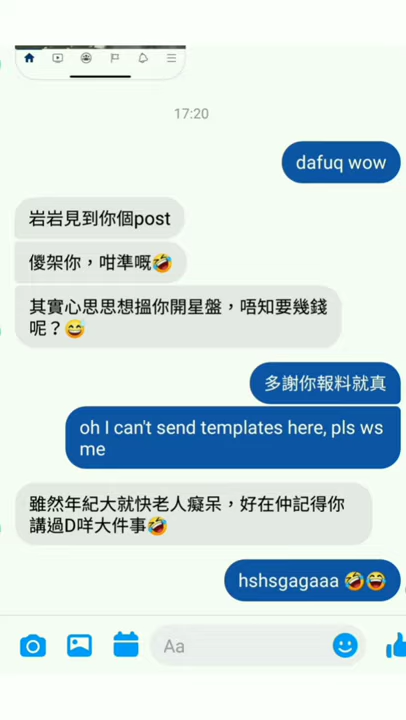 17:20
dafuq wow
岩岩見到你個post
傻架你，咁準嘅🤣
其實心思思想搵你開星盤，唔知要幾錢
呢？😅
多謝你報料就真
oh I can't send templates here, pls ws
me
雖然年紀大就快老人癡呆，好在仲記得你
講過D咩大件事🤣
hshsgagaaa 🤣😂
Aa